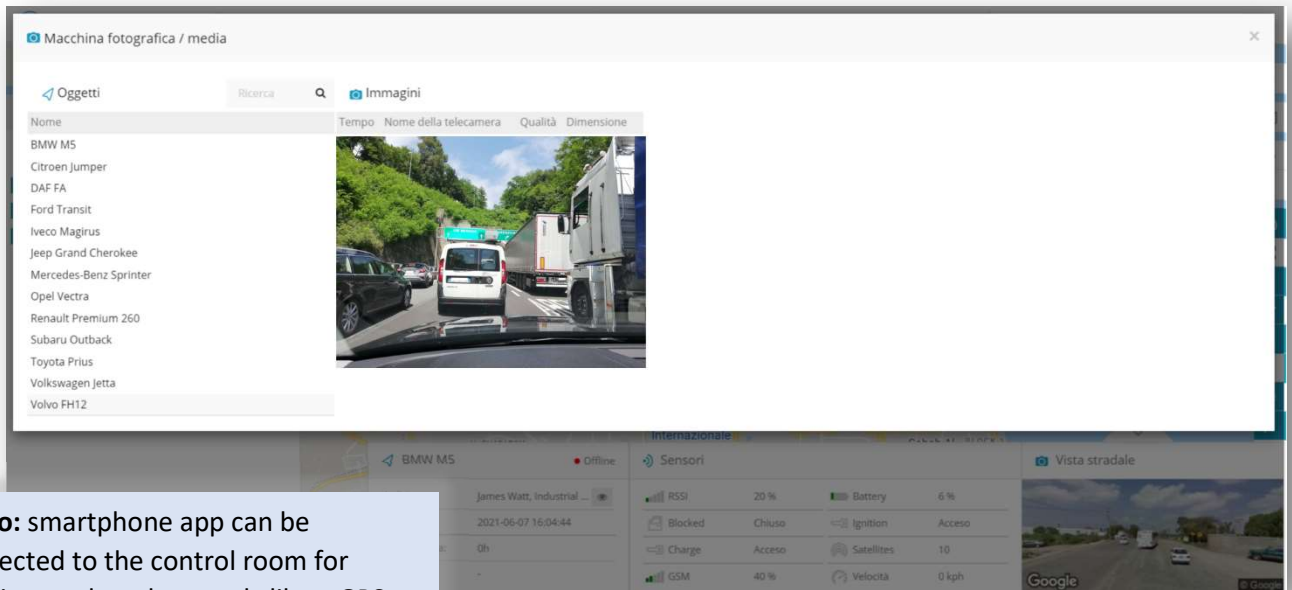 Macchina fotografica / media
×
Oggetti
Ricerca
Immagini
Nome
Tempo Nome della telecamera Qualità Dimensione
BMW M5
Citroen Jumper
DAF FA
Ford Transit
Iveco Magirus
Jeep Grand Cherokee
Mercedes-Benz Sprinter
Opel Vectra
Renault Premium 260
Subaru Outback
Toyota Prius
Volkswagen Jetta
Volvo FH12
Internazionale
BMW M5
Offline
Sensori
Vista stradale
James Watt, Industrial ...
RSSI 20 % Battery 6 %
2021-06-07 16:04:44
Blocked Chiuso Ignition Acceso
0h
Charge Acceso Satellites 10
-
GSM 40 % Velocità 0 kph
Google
© Google
o: smartphone app can be
ected to the control room for